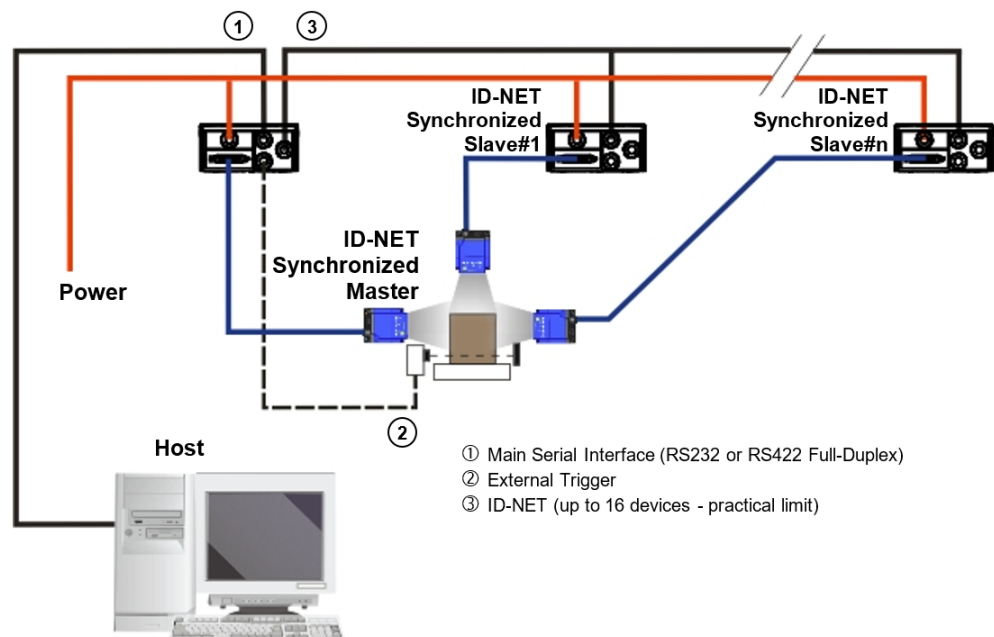 ① ③
ID-NET
Synchronized
Slave#1
ID-NET
Synchronized
Slave#n
ID-NET
Synchronized
Master
Power
②
Host
① Main Serial Interface (RS232 or RS422 Full-Duplex)
② External Trigger
③ ID-NET (up to 16 devices - practical limit)